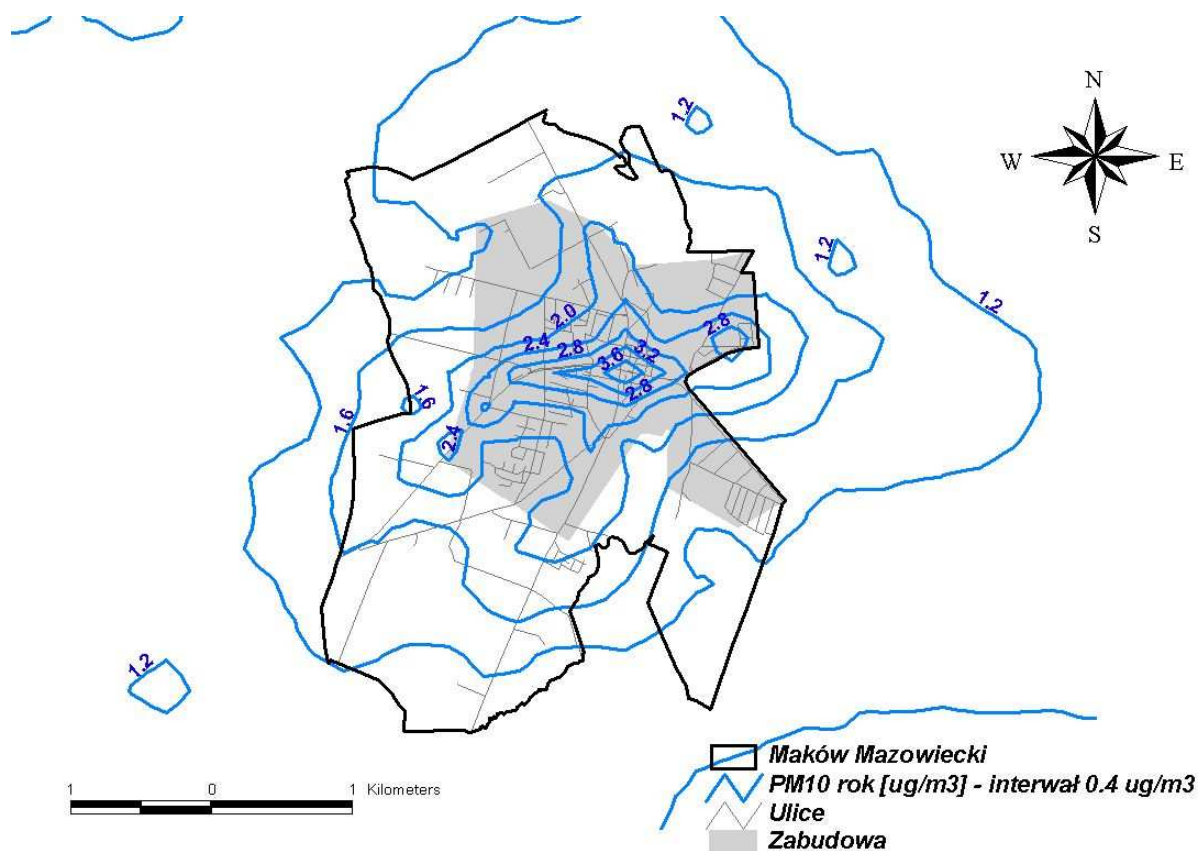 N
W E
S
1.2
1.2
1.2
2.0
2.8
2.4
2.8
3.2
3.6
2.8
1.6
1.6
2.4
1.2
1 0 1 Kilometers
Maków Mazowiecki
PM10 rok [ug/m3] - interwał 0.4 ug/m3
Ulice
Zabudowa